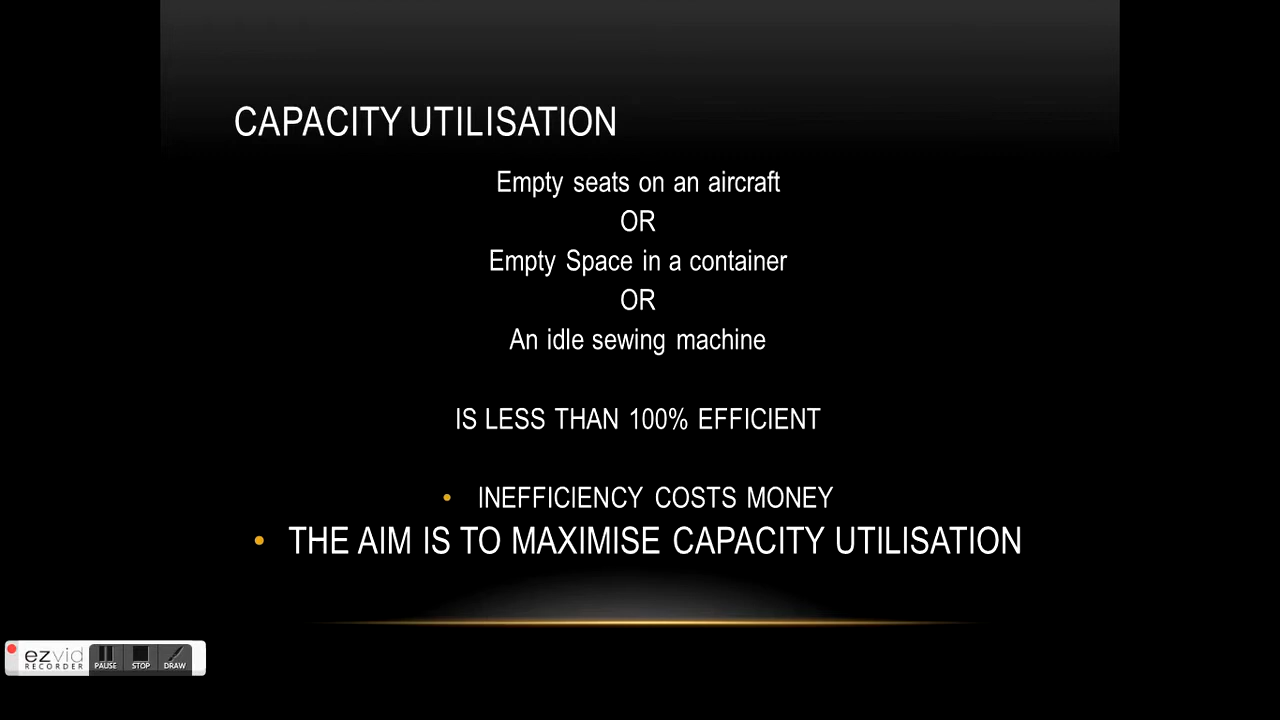 CAPACITY UTILISATION
Empty seats on an aircraft
OR
Empty Space in a container
OR
An idle sewing machine
IS LESS THAN 100% EFFICIENT
• INEFFICIENCY COSTS MONEY
• THE AIM IS TO MAXIMISE CAPACITY UTILISATION
ezvid
RECORDER
PAUSE STOP DRAW